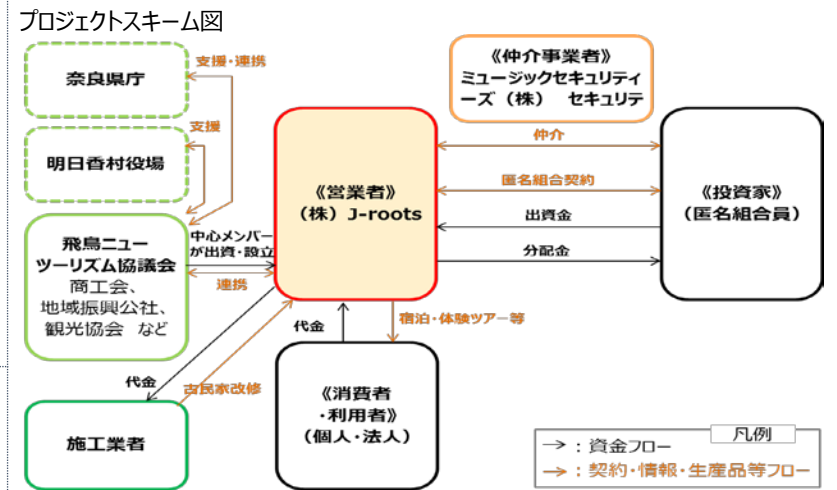 プロジェクトスキーム図
奈良県庁
支援・連携
支援
明日香村役場
飛鳥ニュー
ツーリズム協議会
商工会、
地域振興公社、
観光協会 など
中心メンバー
が出資・設立
連携
《営業者》
(株) J-roots
《仲介事業者》
ミュージックセキュリティ
ーズ(株) セキュリテ
仲介
匿名組合契約
出資金
分配金
《投資家》
(匿名組合員)
代金
古民家改修
施工業者
代金
宿泊・体験ツアー等
《消費者
・利用者》
(個人・法人)
凡例
→ : 資金フロー
→ : 契約・情報・生産品等フロー